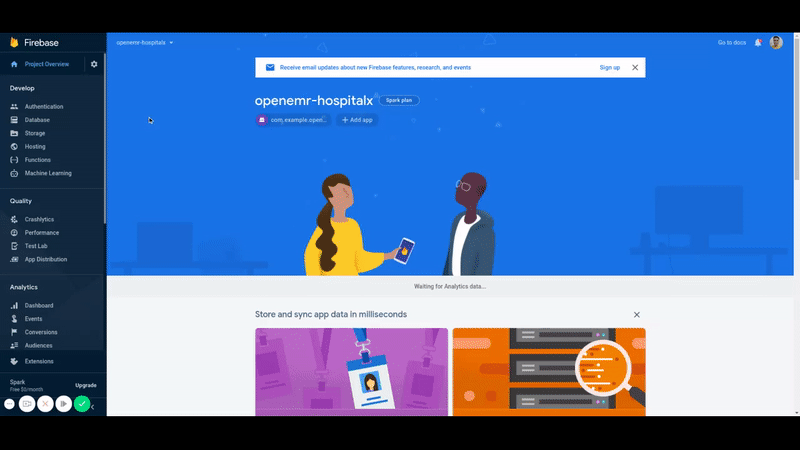 Firebase
Project Overview
Develop
Authentication
Database
Storage
Hosting
Functions
Machine Learning
Quality
Crashlytics
Performance
Test Lab
App Distribution
Analytics
Dashboard
Events
Conversions
Audiences
Extensions
Spark
Free $0/month
Upgrade
openemr-hospitalx
Go to docs
Receive email updates about new Firebase features, research, and events
Sign up
openemr-hospitalx
Spark plan
com.example.open...
+ Add app
Waiting for Analytics data...
Store and sync app data in milliseconds